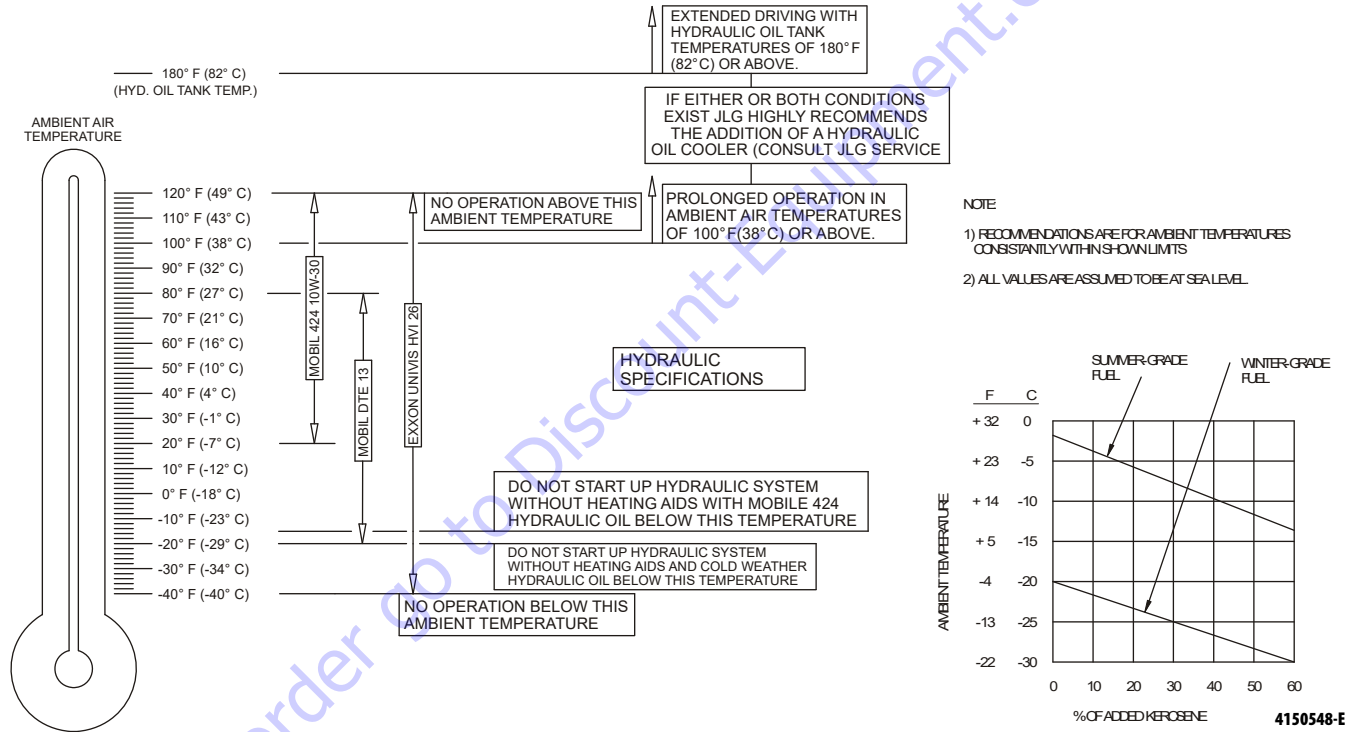 180° F (82° C)
(HYD. OIL TANK TEMP.)
EXTENDED DRIVING WITH
HYDRAULIC OIL TANK
TEMPERATURES OF 180°F
(82°C) OR ABOVE.
IF EITHER OR BOTH CONDITIONS
EXIST JLG HIGHLY RECOMMENDS
THE ADDITION OF A HYDRAULIC
OIL COOLER (CONSULT JLG SERVICE
AMBIENT AIR
TEMPERATURE
120° F (49° C)
110° F (43° C)
100° F (38° C)
90° F (32° C)
80° F (27° C)
70° F (21° C)
60° F (16° C)
50° F (10° C)
40° F (4° C)
30° F (-1° C)
20° F (-7° C)
10° F (-12° C)
0° F (-18° C)
-10° F (-23° C)
-20° F (-29° C)
-30° F (-34° C)
-40° F (-40° C)
MOBIL 424 10W-30
MOBIL DTE 13
EXXON UNIVIS HVI 26
NO OPERATION ABOVE THIS
AMBIENT TEMPERATURE
PROLONGED OPERATION IN
AMBIENT AIR TEMPERATURES
OF 100°F(38°C) OR ABOVE.
HYDRAULIC
SPECIFICATIONS
DO NOT START UP HYDRAULIC SYSTEM
WITHOUT HEATING AIDS WITH MOBILE 424
HYDRAULIC OIL BELOW THIS TEMPERATURE
DO NOT START UP HYDRAULIC SYSTEM
WITHOUT HEATING AIDS AND COLD WEATHER
HYDRAULIC OIL BELOW THIS TEMPERATURE
NO OPERATION BELOW THIS
AMBIENT TEMPERATURE
NOTE:
1) RECOMMENDATIONS ARE FOR AMBIENT TEMPERATURES
CONSISTANTLY WITHIN SHOWN LIMITS
2) ALL VALUES ARE ASSUMED TO BE AT SEA LEVEL.
SUMMER-GRADE
FUEL
WINTER-GRADE
FUEL
F C
+ 32 0
+ 23 -5
+ 14 -10
+ 5 -15
-4 -20
-13 -25
-22 -30
AMBIENT TEMPERATURE
0 10 20 30 40 50 60
% OF ADDED KEROSENE
4150548-E
order go to Discount-Equipment.c